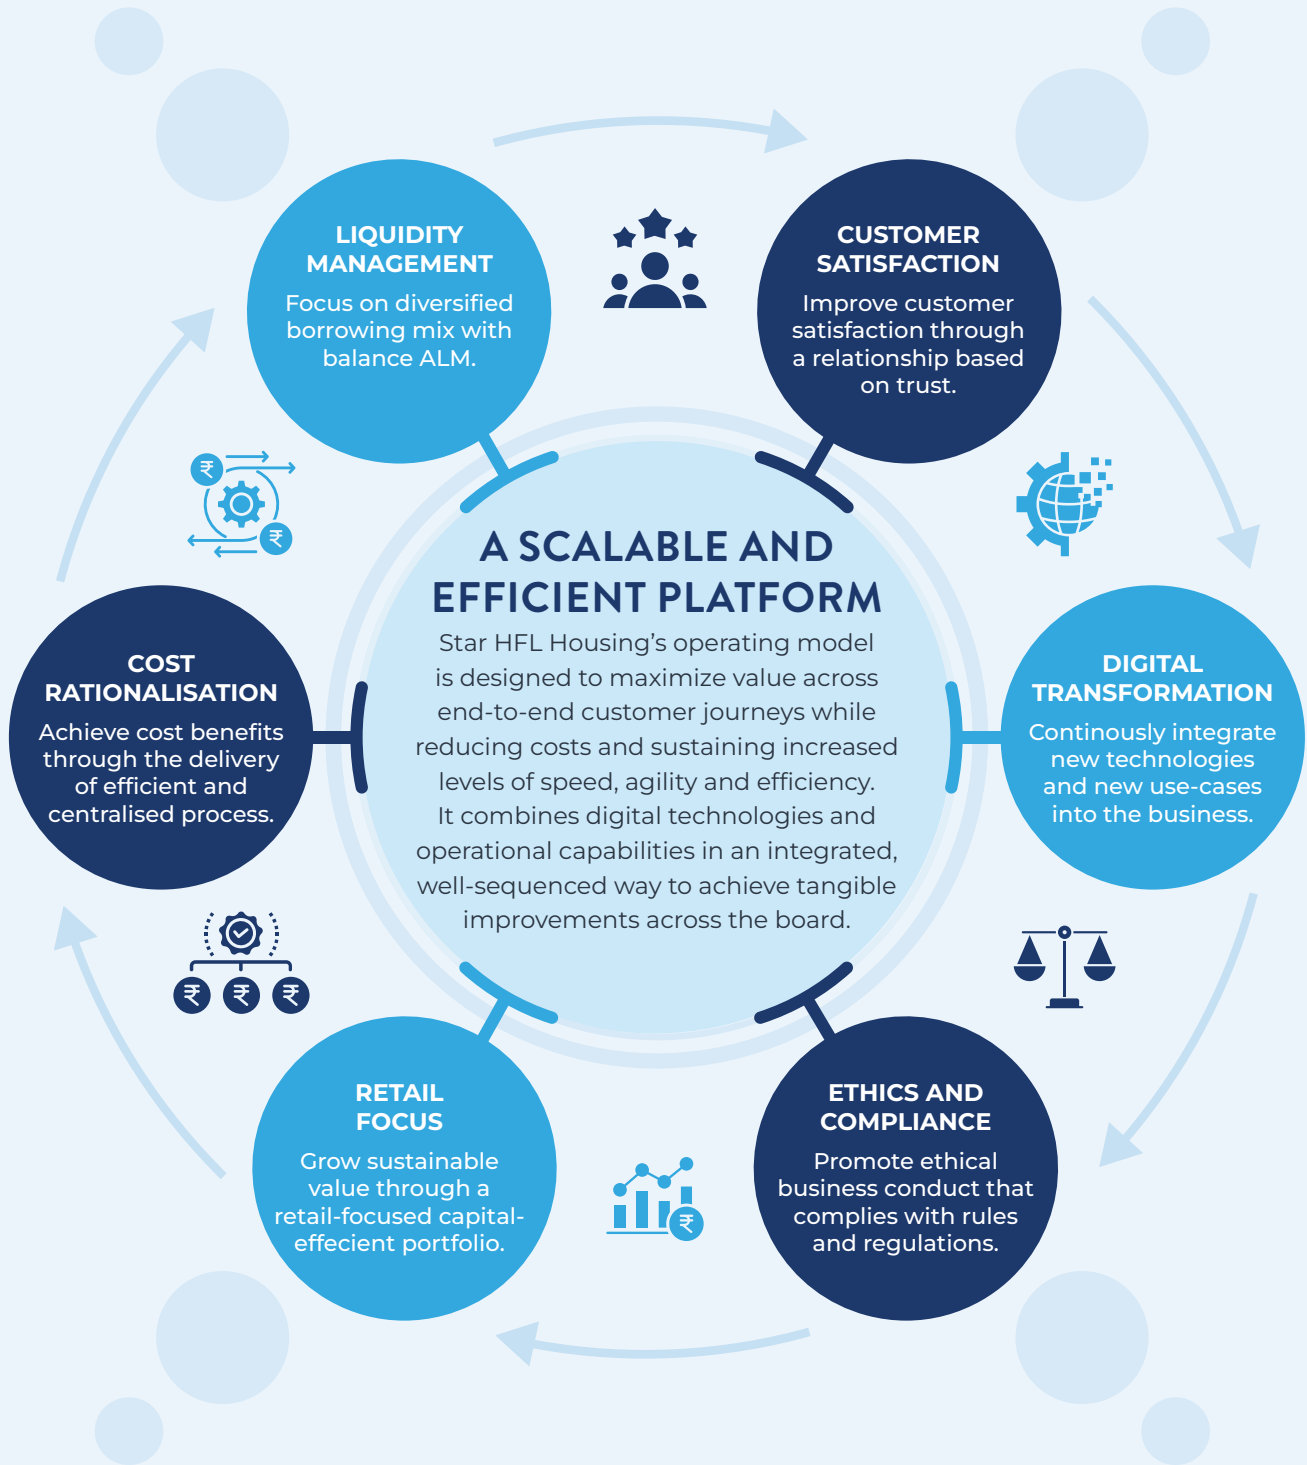 LIQUIDITY
MANAGEMENT
Focus on diversified
borrowing mix with
balance ALM.
CUSTOMER
SATISFACTION
Improve customer
satisfaction through
a relationship based
on trust.
A SCALABLE AND
EFFICIENT PLATFORM
Star HFL Housing’s operating model
is designed to maximize value across
end-to-end customer journeys while
reducing costs and sustaining increased
levels of speed, agility and efficiency.
It combines digital technologies and
operational capabilities in an integrated,
well-sequenced way to achieve tangible
improvements across the board.
COST
RATIONALISATION
Achieve cost benefits
through the delivery
of efficient and
centralised process.
DIGITAL
TRANSFORMATION
Continously integrate
new technologies
and new use-cases
into the business.
RETAIL
FOCUS
Grow sustainable
value through a
retail-focused capital-
effecient portfolio.
ETHICS AND
COMPLIANCE
Promote ethical
business conduct that
complies with rules
and regulations.